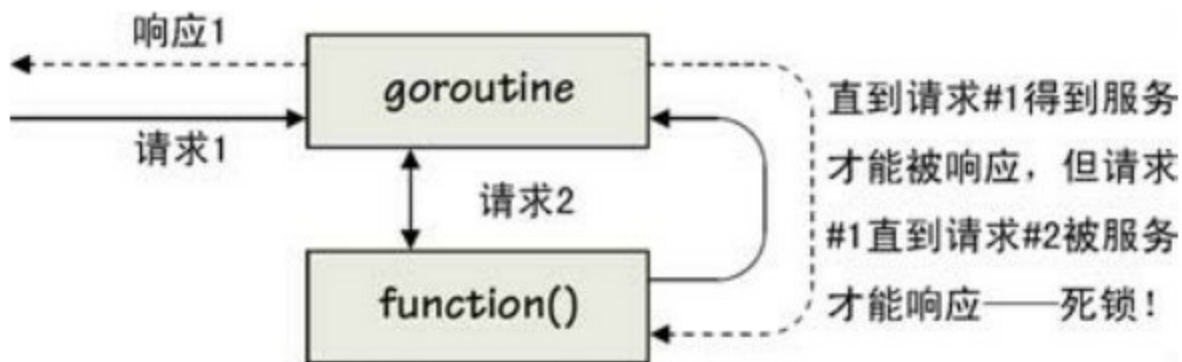 响应1
goroutine
请求1
请求2
function()
直到请求#1得到服务
才能被响应，但请求
#1直到请求#2被服务
才能响应——死锁！